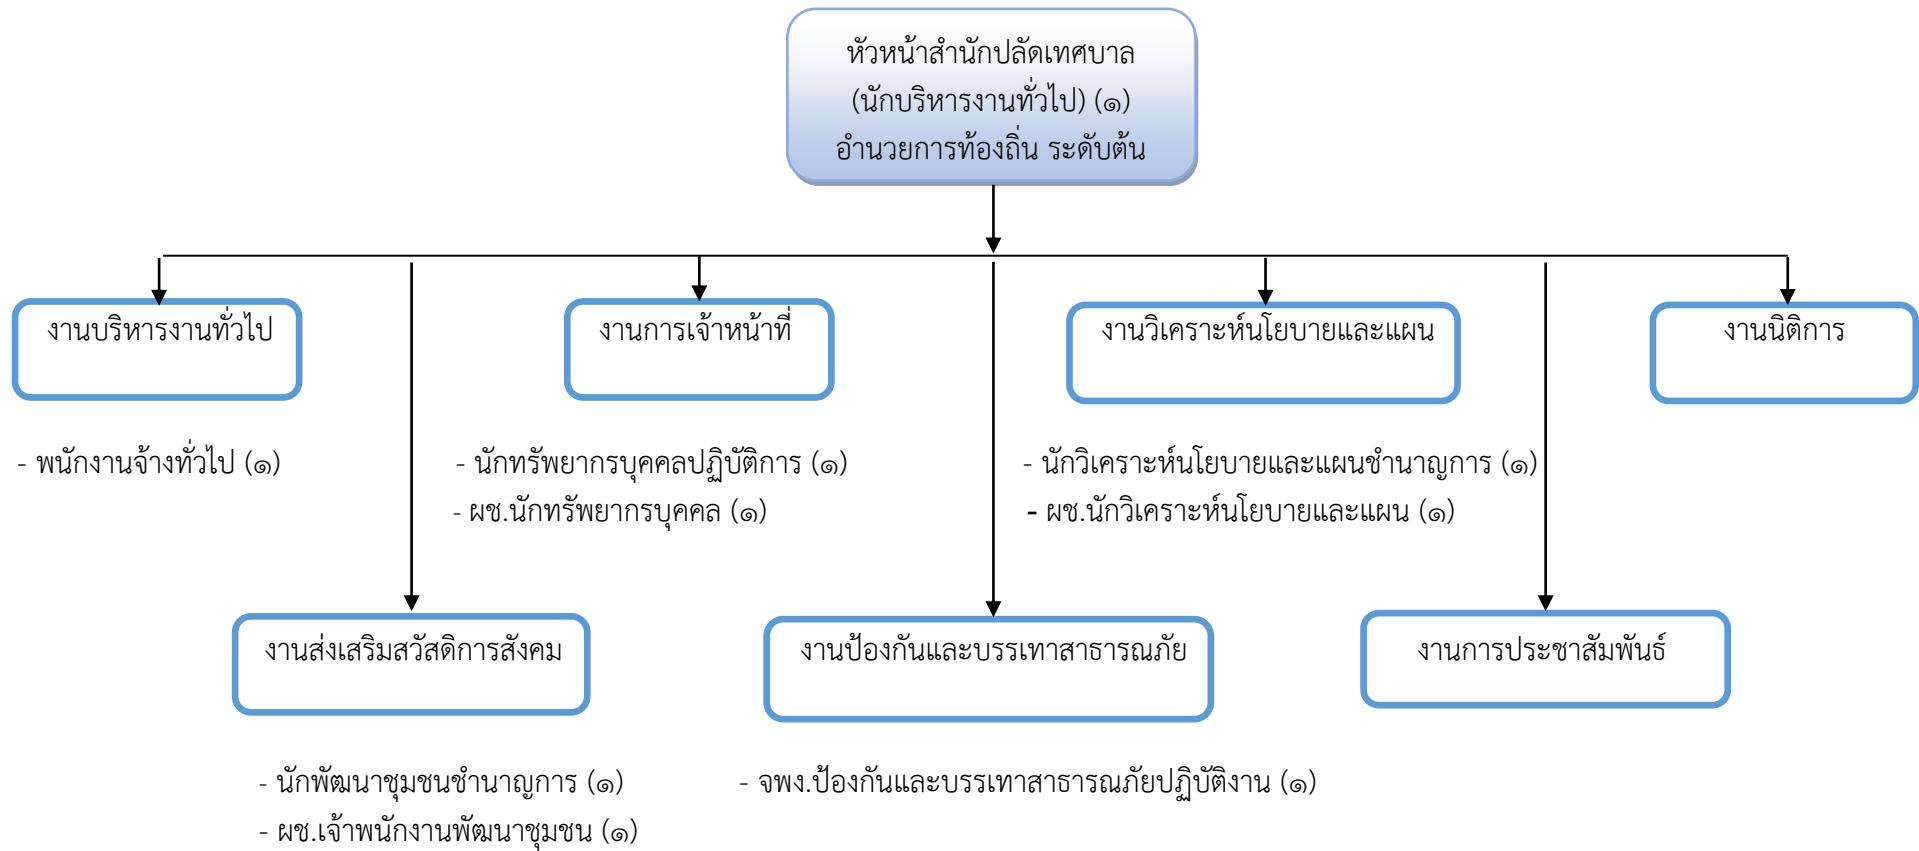 หัวหน้าสำนักปลัดเทศบาล
(นักบริหารงานทั่วไป) (๑)
อำนวยการท้องถิ่น ระดับต้น
งานบริหารงานทั่วไป
งานการเจ้าหน้าที่
งานวิเคราะห์นโยบายและแผน
งานนิติการ
- พนักงานจ้างทั่วไป (๑)
- นักทรัพยากรบุคคลปฏิบัติการ (๑)
- ผช.นักทรัพยากรบุคคล (๑)
- นักวิเคราะห์นโยบายและแผนชำนาญการ (๑)
- ผช.นักวิเคราะห์นโยบายและแผน (๑)
งานส่งเสริมสวัสดิการสังคม
งานป้องกันและบรรเทาสาธารณภัย
งานการประชาสัมพันธ์
- นักพัฒนาชุมชนชำนาญการ (๑)
- ผช.เจ้าพนักงานพัฒนาชุมชน (๑)
- จพง.ป้องกันและบรรเทาสาธารณภัยปฏิบัติงาน (๑)